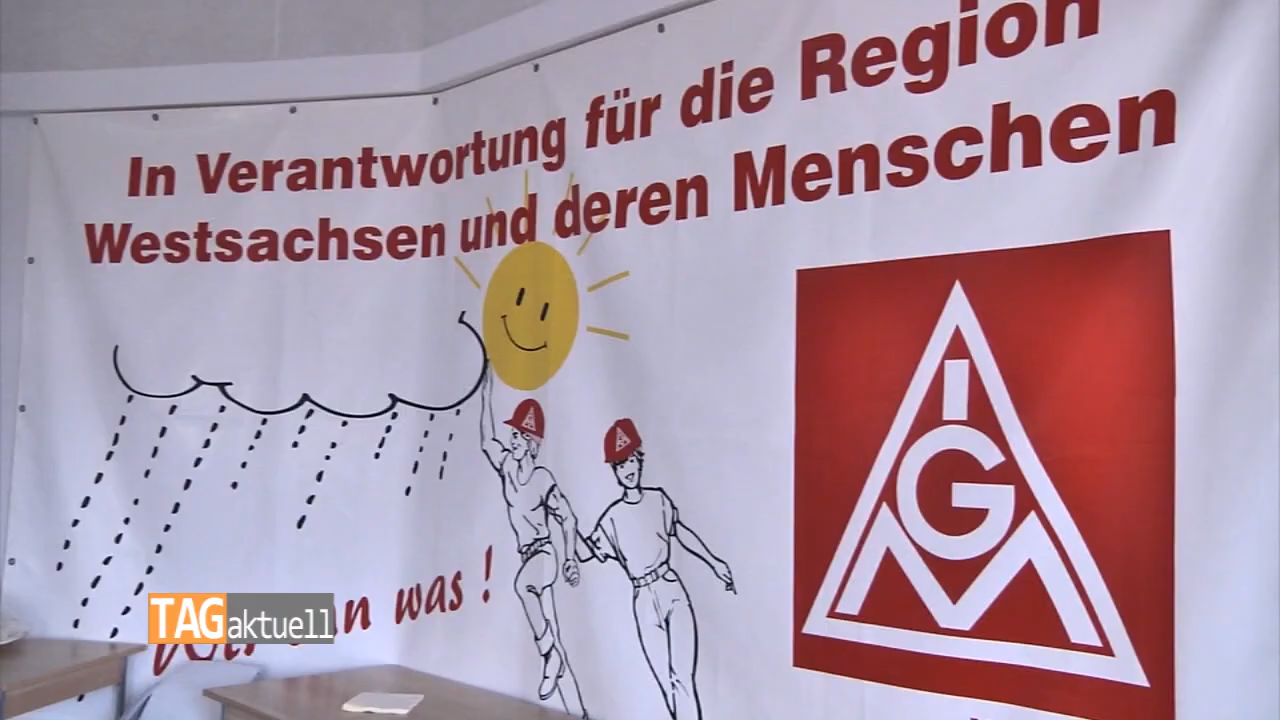 In Verantwortung für die Region
Westsachsen und deren Menschen
IGM
was !
TAGaktuell